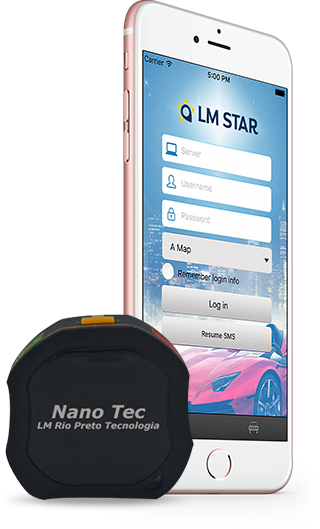 Carrier
5:00 PM
LM STAR
Server
Username
Password
A Map
Remember login info
Log in
Resume SMS
Nano Tec
LM Rio Preto Tecnologia